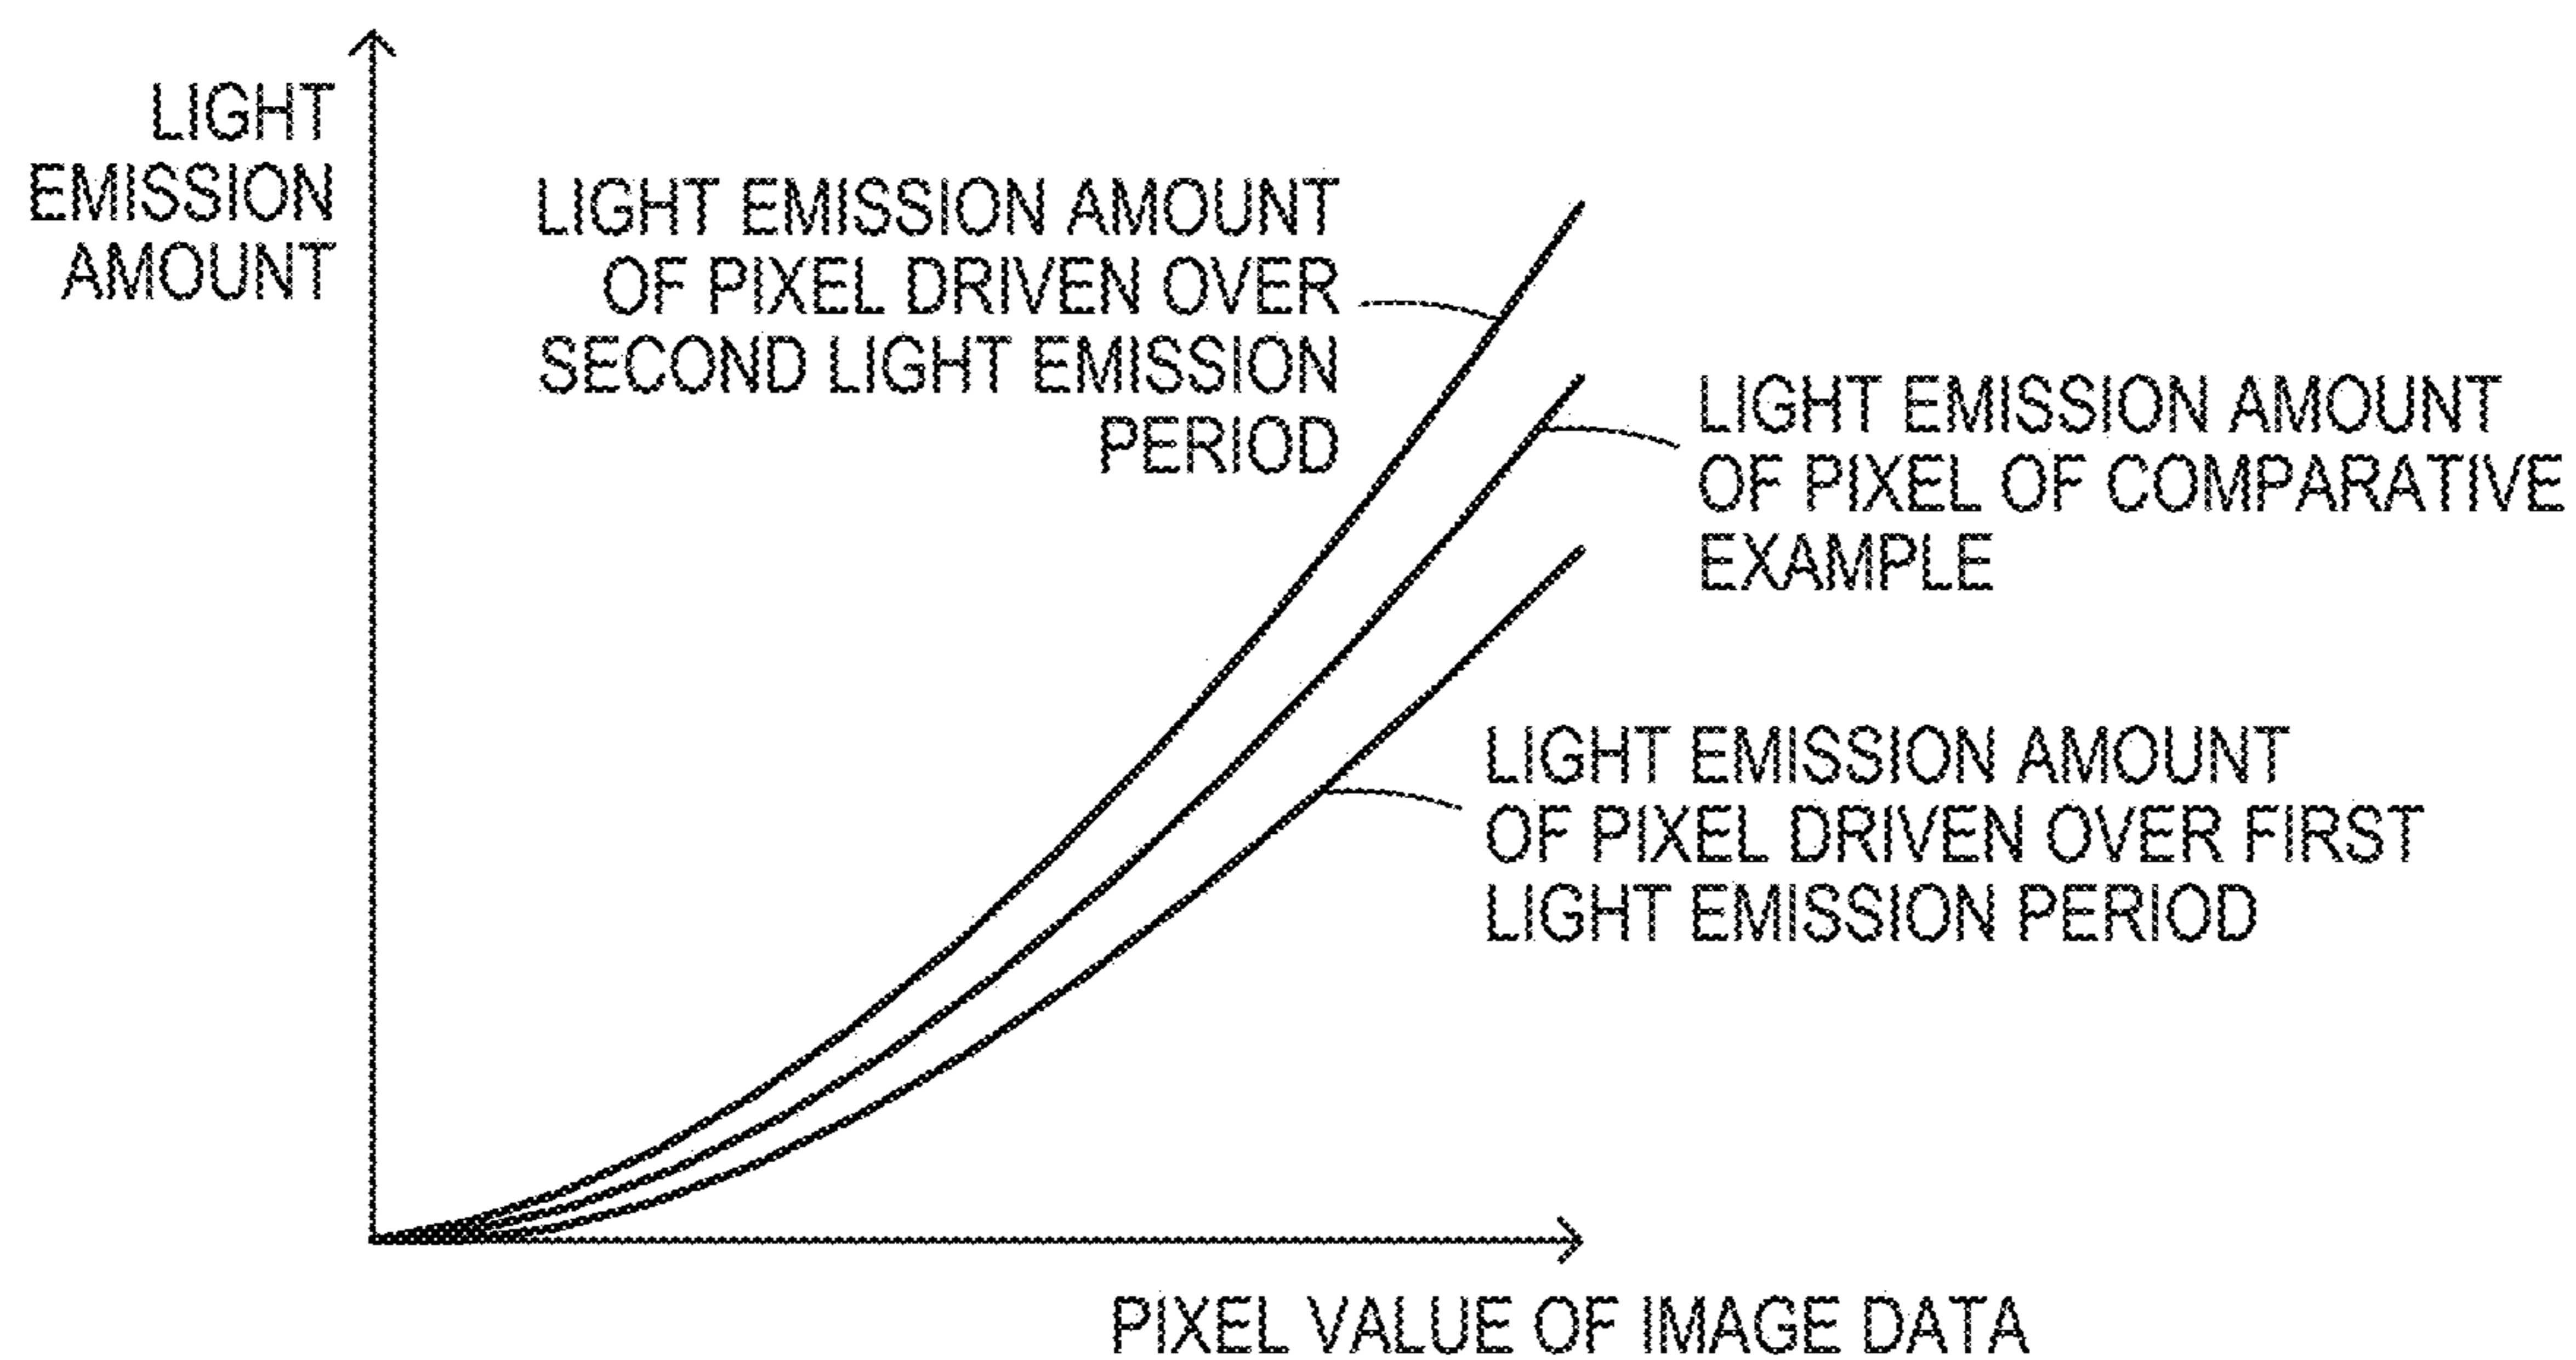 LIGHT
EMISSION
AMOUNT
LIGHT EMISSION AMOUNT
OF PIXEL DRIVEN OVER
SECOND LIGHT EMISSION
PERIOD
LIGHT EMISSION AMOUNT
OF PIXEL OF COMPARATIVE
EXAMPLE
LIGHT EMISSION AMOUNT
OF PIXEL DRIVEN OVER FIRST
LIGHT EMISSION PERIOD
PIXEL VALUE OF IMAGE DATA